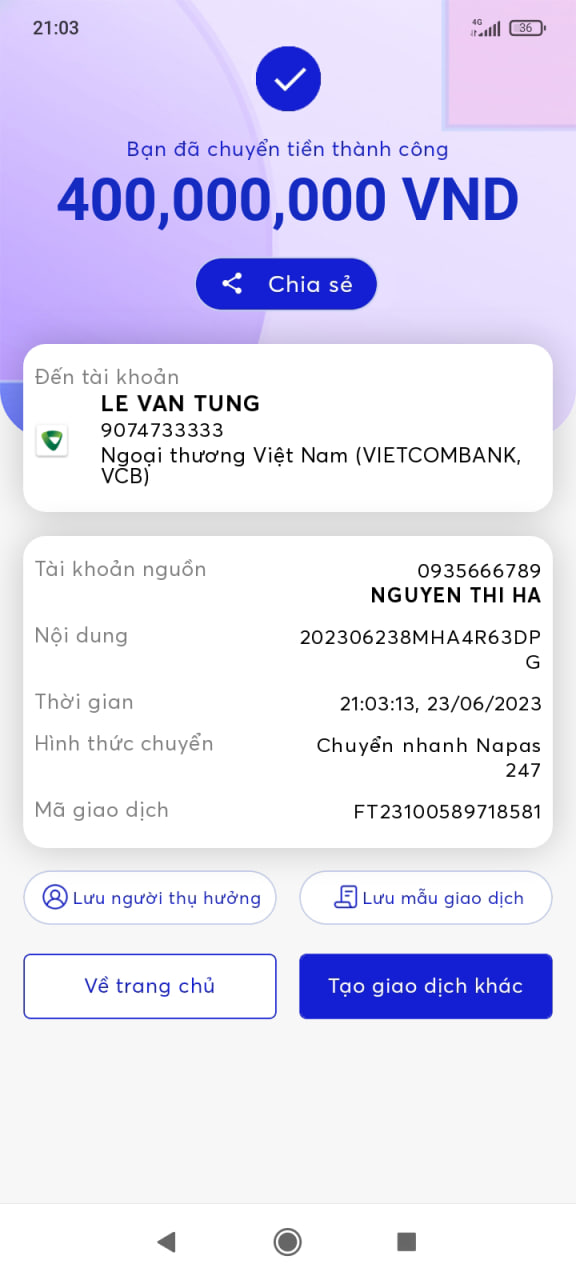 21:03
4G
36
Bạn đã chuyển tiền thành công
400,000,000 VND
Chia sẻ
Đến tài khoản
LE VAN TUNG
9074733333
Ngoại thương Việt Nam (VIETCOMBANK,
VCB)
Tài khoản nguồn
0935666789
NGUYEN THI HA
Nội dung
202306238MHA4R63DP
G
Thời gian
21:03:13, 23/06/2023
Hình thức chuyển
Chuyển nhanh Napas
247
Mã giao dịch
FT23100589718581
Lưu người thụ hưởng
Lưu mẫu giao dịch
Về trang chủ
Tạo giao dịch khác